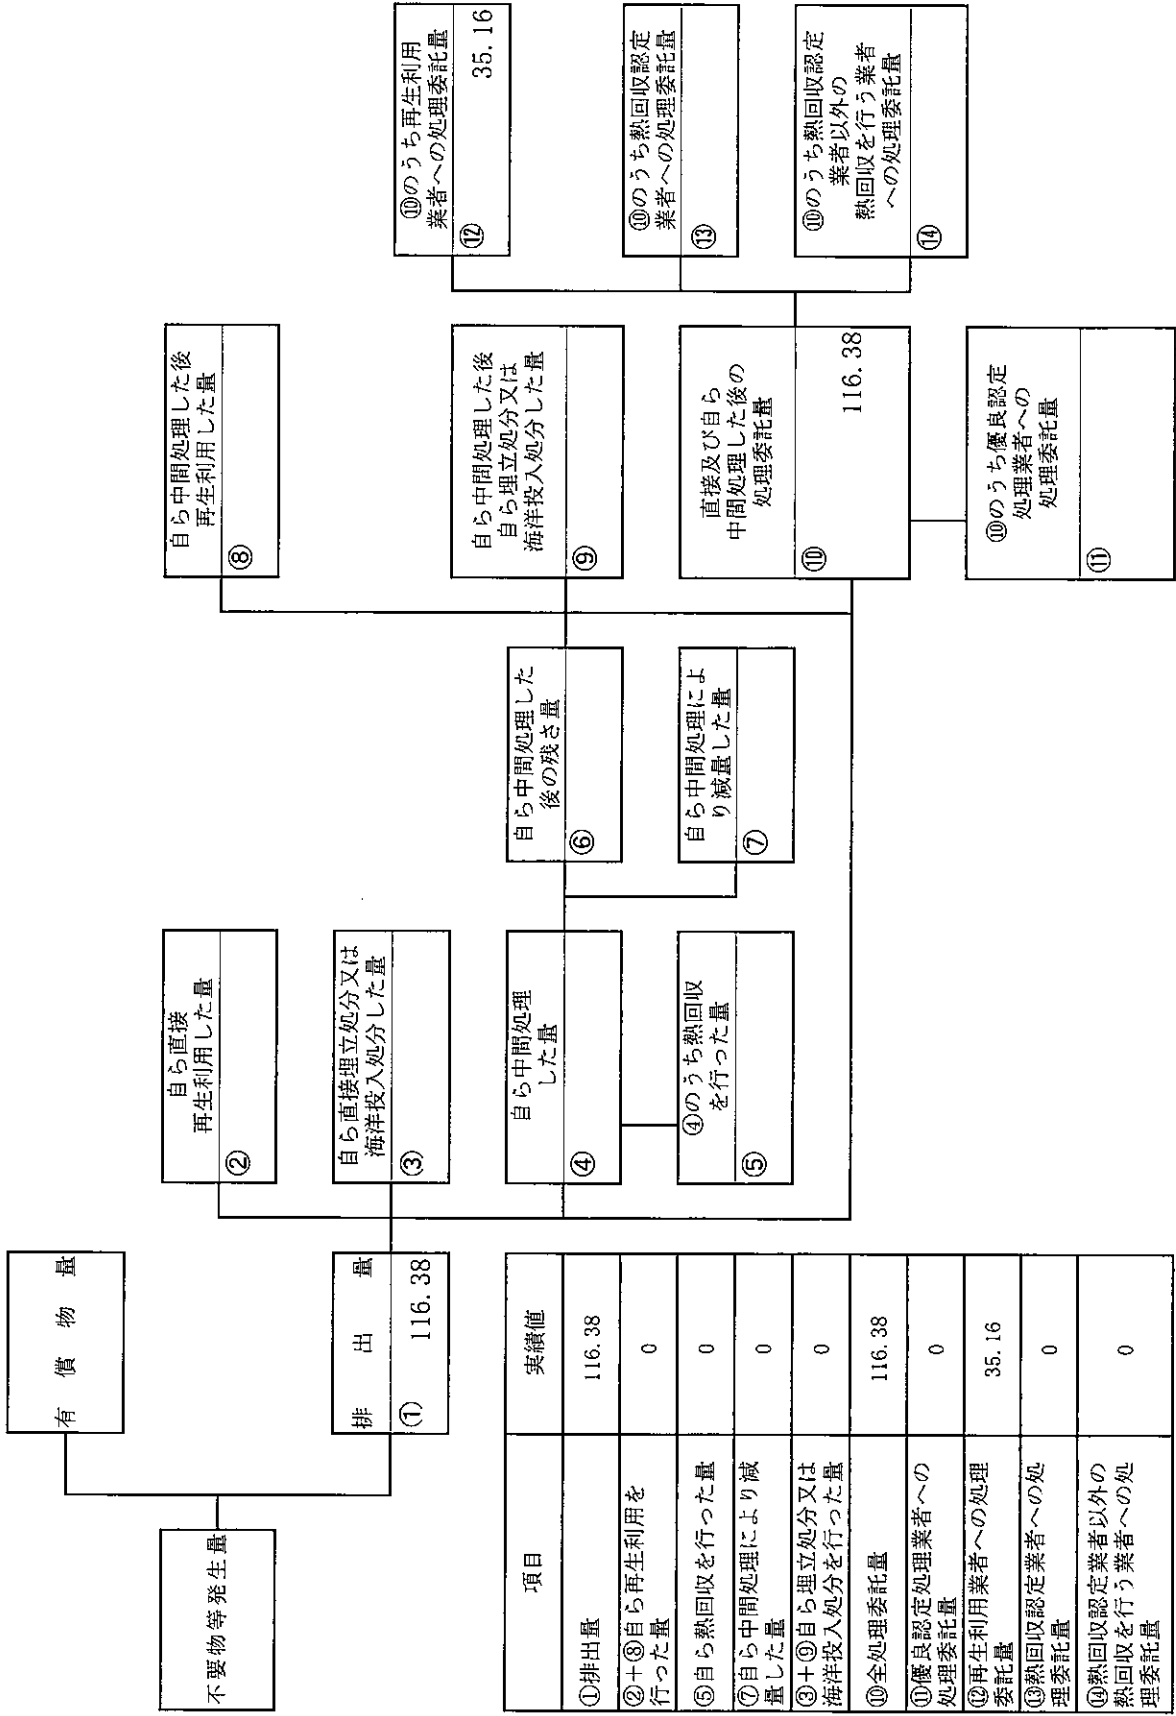 不要物等発生量
有償物量
排出量
① 116.38
自ら直接
再生利用した量
②
自ら直接埋立処分又は
海洋投入処分した量
③
自ら中間処理
した量
④
④のうち熱回収
を行った量
⑤
自ら中間処理した
後の残さ量
⑥
自ら中間処理によ
り減量した量
⑦
自ら中間処理した後
再生利用した量
⑧
自ら中間処理した後
自ら埋立処分又は
海洋投入処分した量
⑨
直接及び自ら
中間処理した後の
処理委託量
⑩ 116.38
⑩のうち優良認定
処理業者への
処理委託量
⑪
⑩のうち再生利用
業者への処理委託量
⑫ 35.16
⑩のうち熱回収認定
業者への処理委託量
⑬
⑩のうち熱回収認定
業者以外の
熱回収を行う業者
への処理委託量
⑭
項目 実績値
①排出量 116.38
②+⑧自ら再生利用を
行った量 0
⑤自ら熱回収を行った量 0
⑦自ら中間処理により減
量した量 0
③+⑨自ら埋立処分又は
海洋投入処分を行った量 0
⑩全処理委託量 116.38
⑪優良認定処理業者への
処理委託量 0
⑫再生利用業者への処理
委託量 35.16
⑬熱回収認定業者への処
理委託量 0
⑭熱回収認定業者以外の
熱回収を行う業者への処
理委託量 0